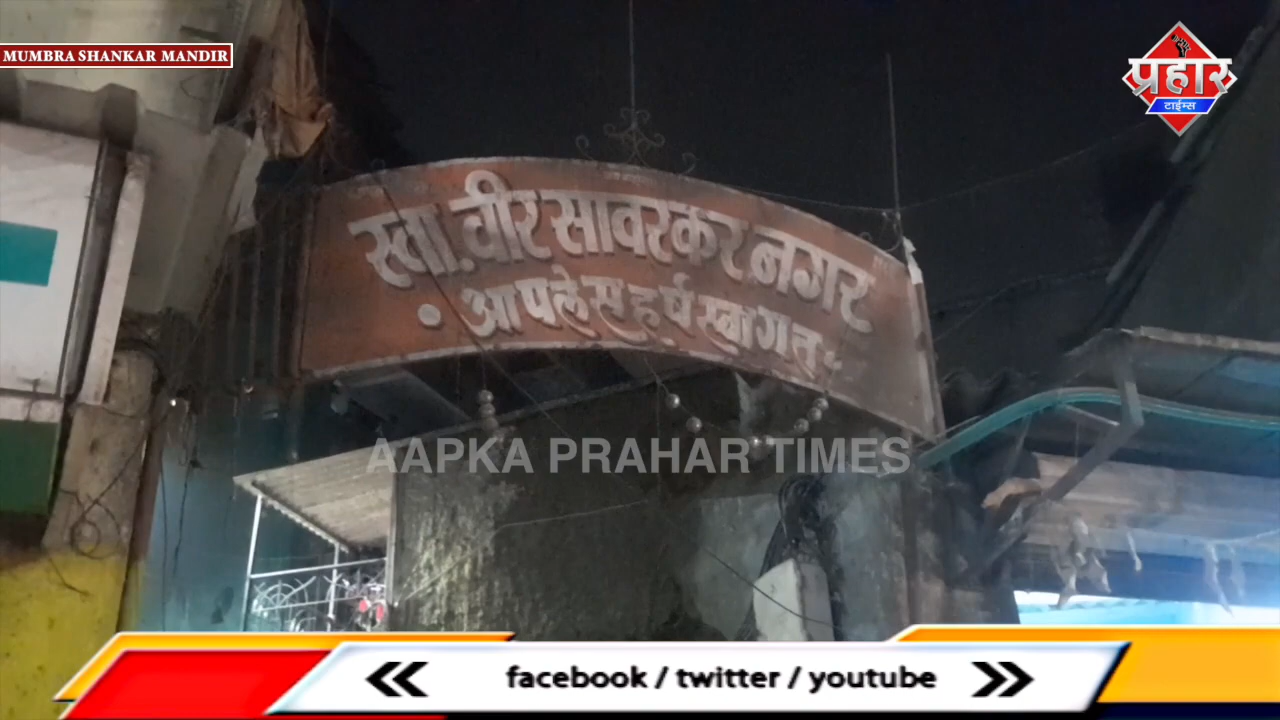 MUMBRA SHANKAR MANDIR
प्रहार
टाईम्स
स्वा. वीर सावरकर नगर
• आपले सहर्ष स्वागत •
AAPKA PRAHAR TIMES
facebook / twitter / youtube